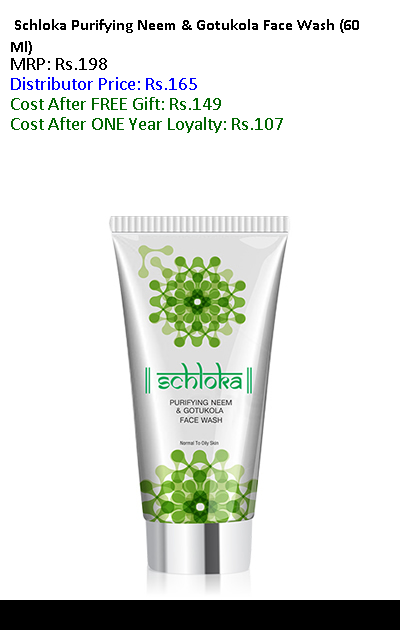 Schloka Purifying Neem & Gotukola Face Wash (60
Ml)
MRP: Rs.198
Distributor Price: Rs.165
Cost After FREE Gift: Rs.149
Cost After ONE Year Loyalty: Rs.107
|| schloka ||
PURIFYING NEEM
& GOTUKOLA
FACE WASH
Normal To Oily Skin